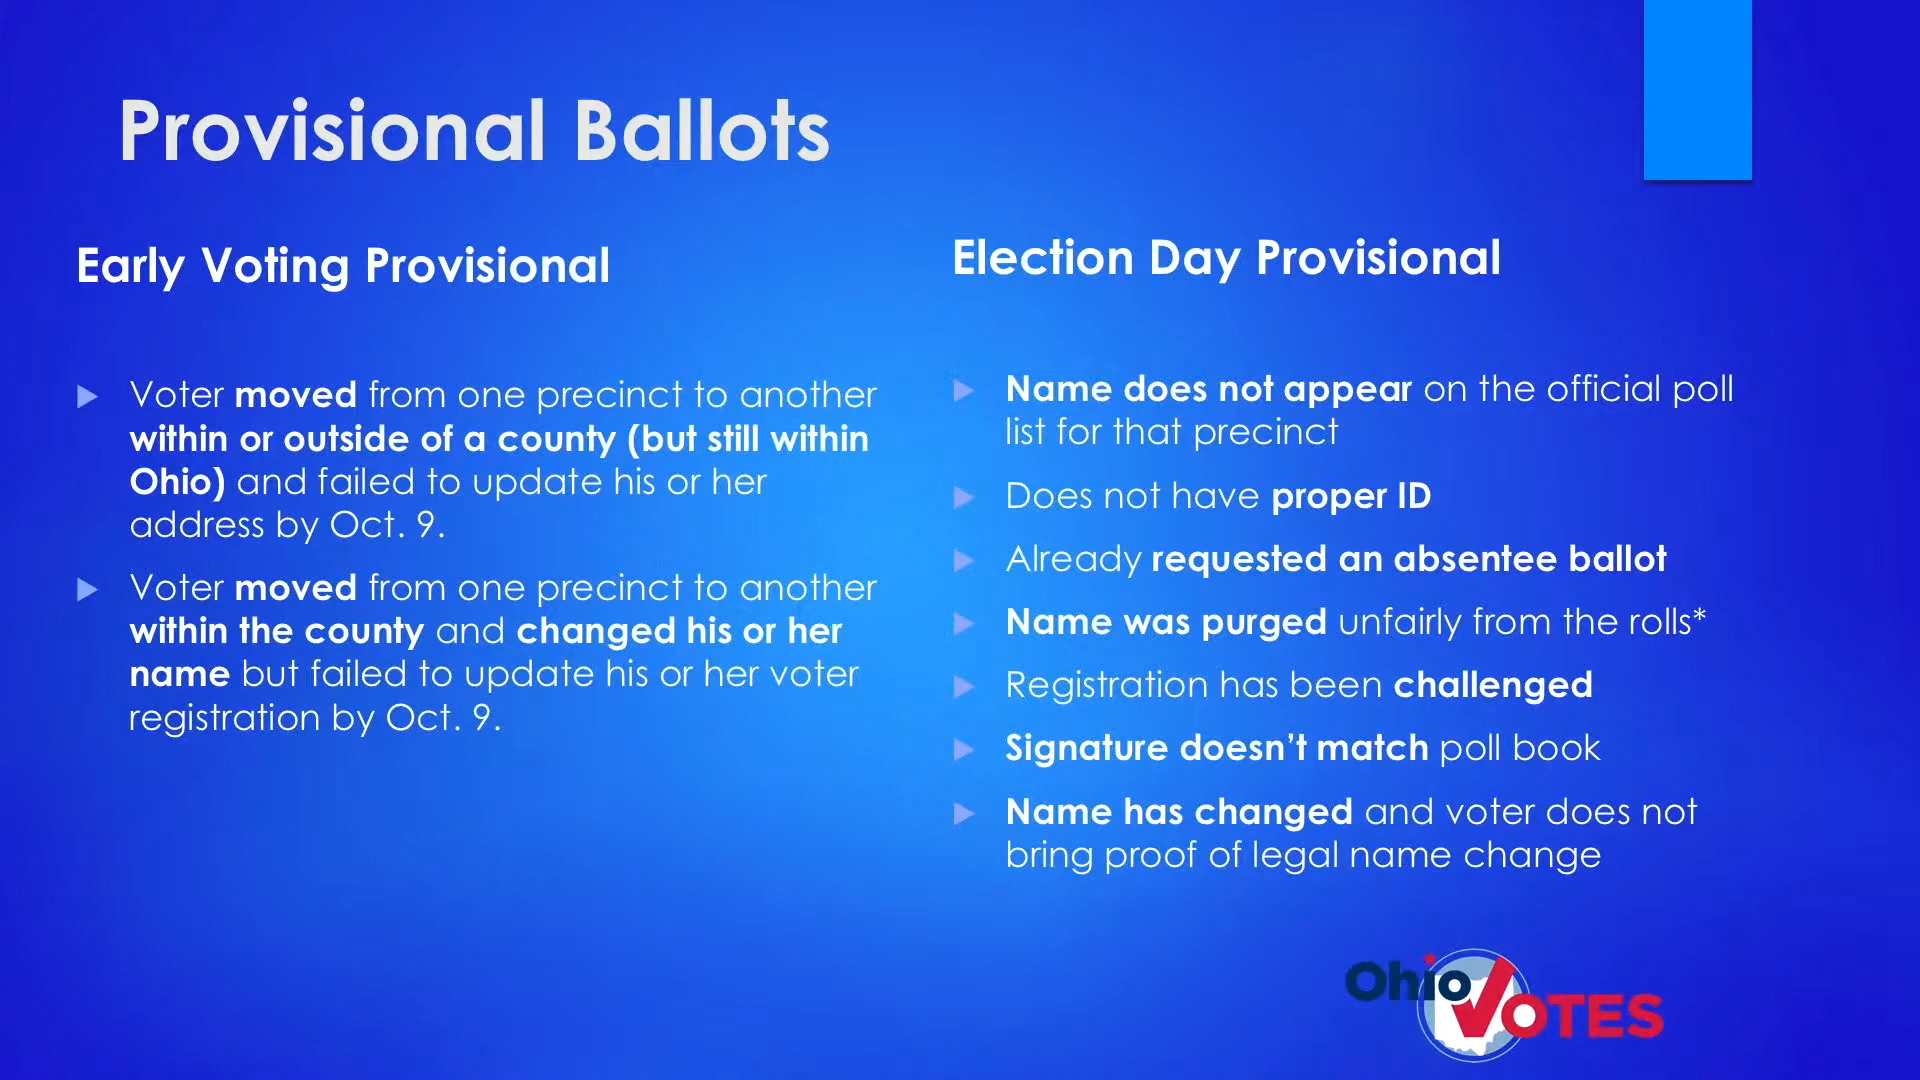 Provisional Ballots
Early Voting Provisional
Voter moved from one precinct to another
within or outside of a county (but still within
Ohio) and failed to update his or her
address by Oct. 9.
Voter moved from one precinct to another
within the county and changed his or her
name but failed to update his or her voter
registration by Oct. 9.
Election Day Provisional
Name does not appear on the official poll
list for that precinct
Does not have proper ID
Already requested an absentee ballot
Name was purged unfairly from the rolls*
Registration has been challenged
Signature doesn’t match poll book
Name has changed and voter does not
bring proof of legal name change
Ohio VOTES